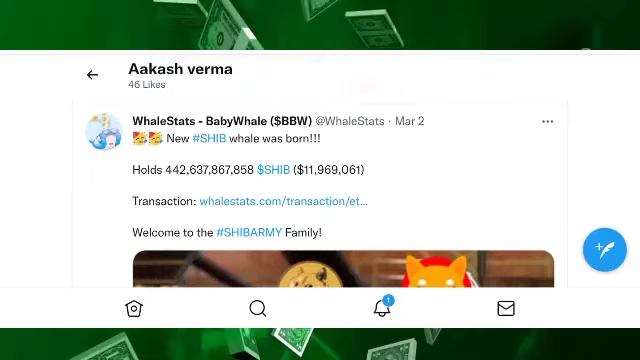 Aakash verma
46 Likes
WhaleStats - BabyWhale ($BBW) @WhaleStats · Mar 2
🥳🥳 New #SHIB whale was born!!!
Holds 442,637,867,858 $SHIB ($11,969,061)
Transaction: whalestats.com/transaction/et...
Welcome to the #SHIBARMY Family!
1